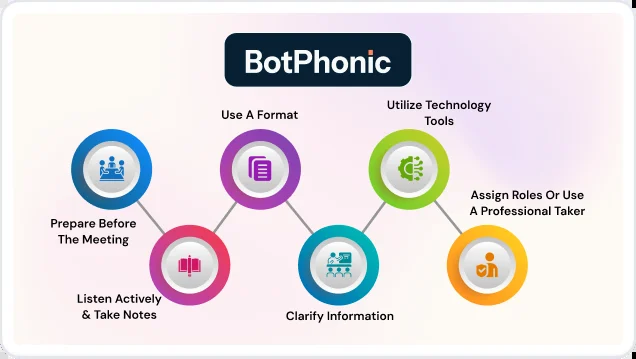 BotPhonic
Prepare Before
The Meeting
Listen Actively
& Take Notes
Use A Format
Clarify Information
Utilize Technology
Tools
Assign Roles Or Use
A Professional Taker